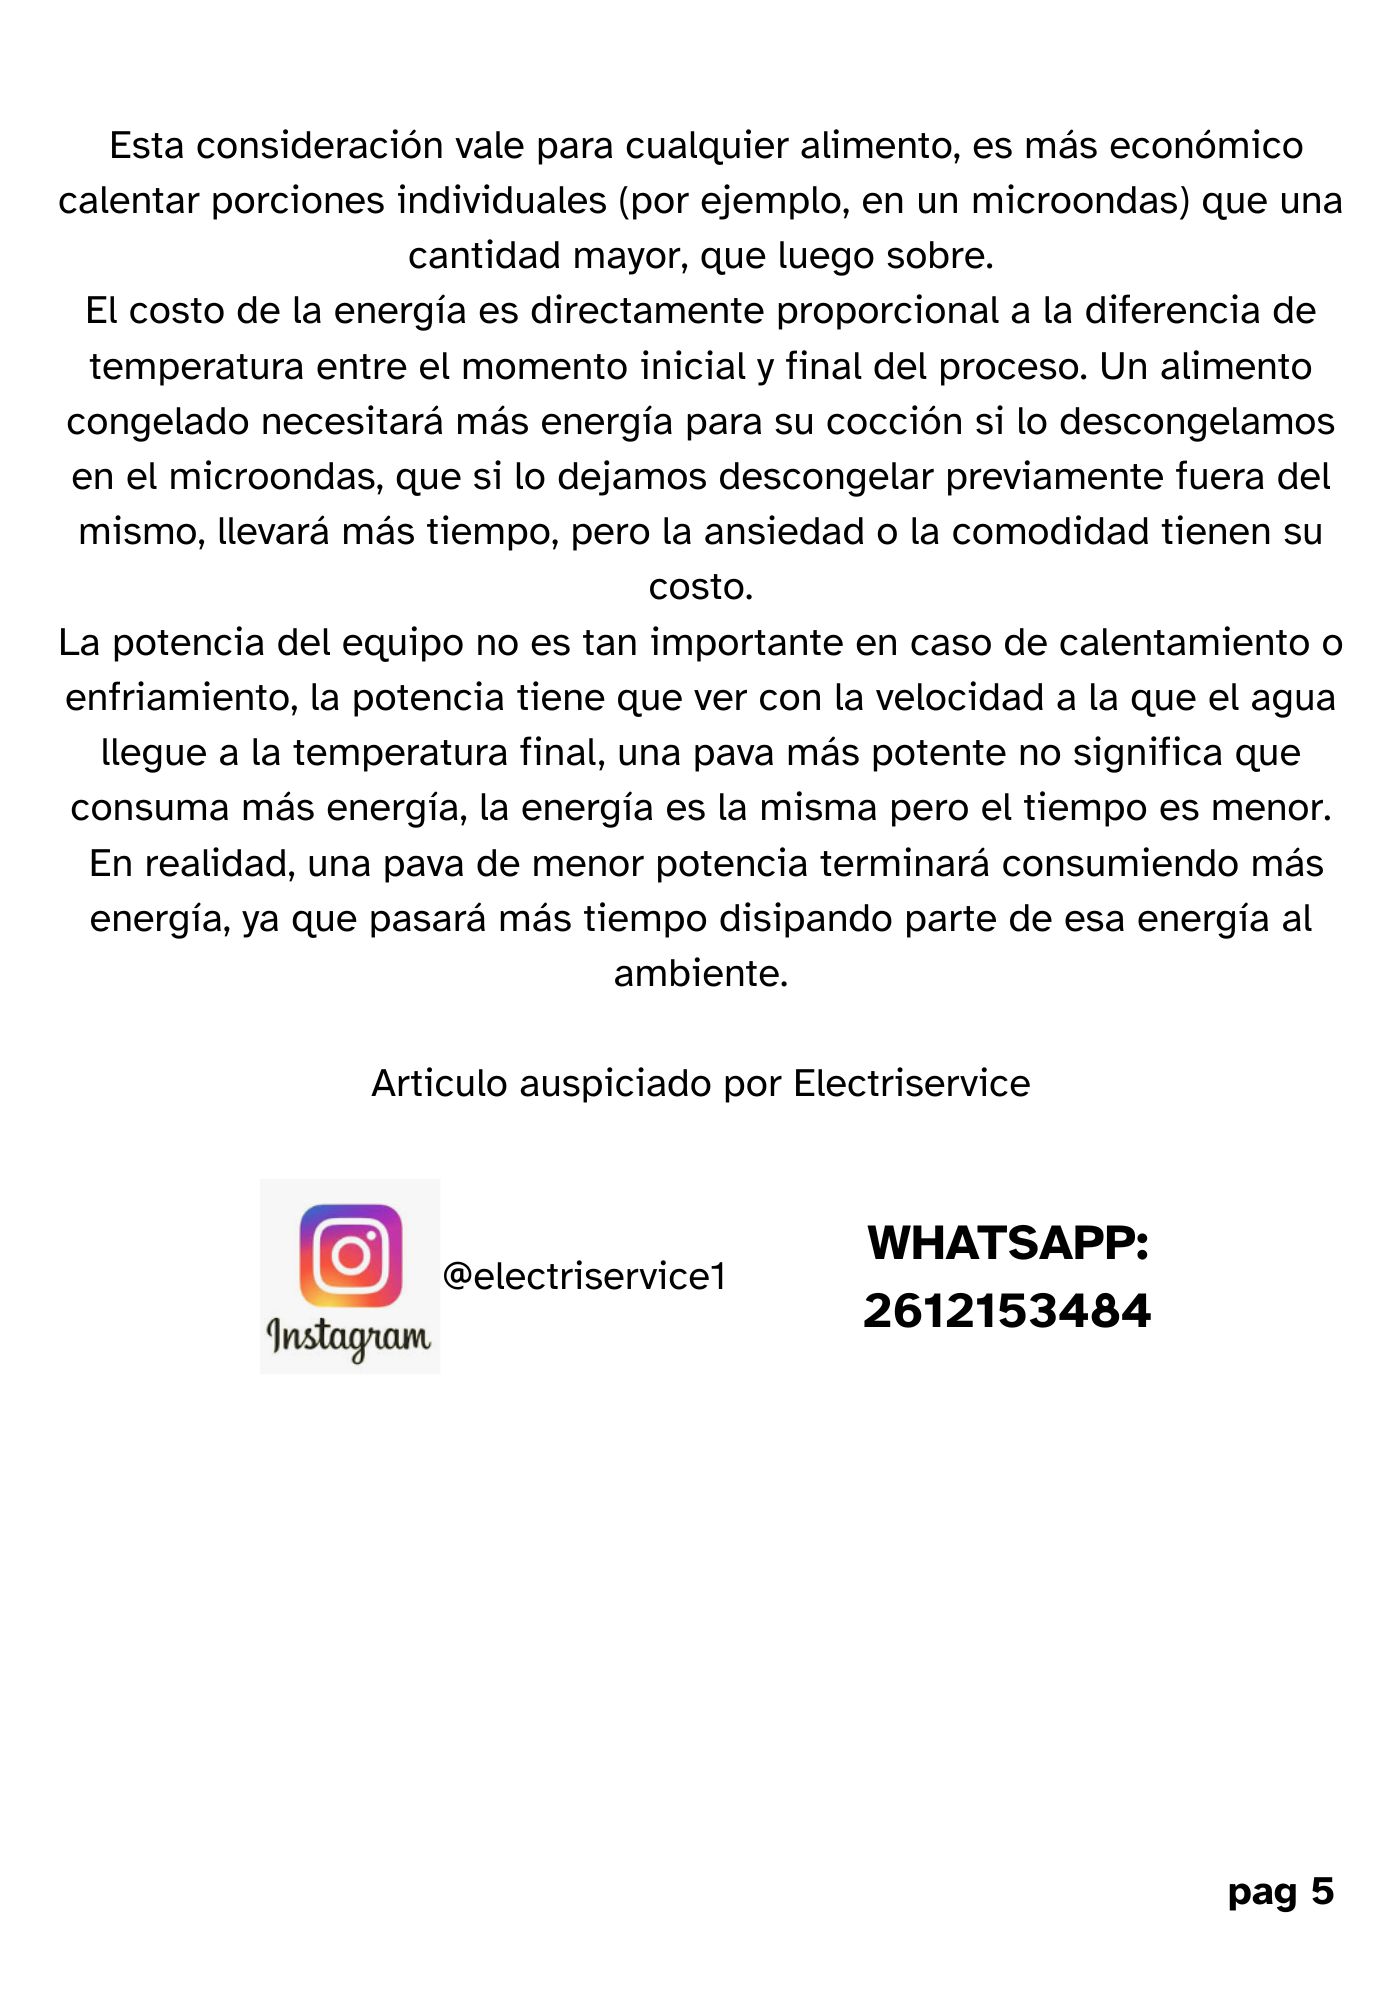 Esta consideración vale para cualquier alimento, es más económico
calentar porciones individuales (por ejemplo, en un microondas) que una
cantidad mayor, que luego sobre.
El costo de la energía es directamente proporcional a la diferencia de
temperatura entre el momento inicial y final del proceso. Un alimento
congelado necesitará más energía para su cocción si lo descongelamos
en el microondas, que si lo dejamos descongelar previamente fuera del
mismo, llevará más tiempo, pero la ansiedad o la comodidad tienen su
costo.
La potencia del equipo no es tan importante en caso de calentamiento o
enfriamiento, la potencia tiene que ver con la velocidad a la que el agua
llegue a la temperatura final, una pava más potente no significa que
consuma más energía, la energía es la misma pero el tiempo es menor.
En realidad, una pava de menor potencia terminará consumiendo más
energía, ya que pasará más tiempo disipando parte de esa energía al
ambiente.
Articulo auspiciado por Electriservice
Instagram
@electriservice1
WHATSAPP:
2612153484
pag 5